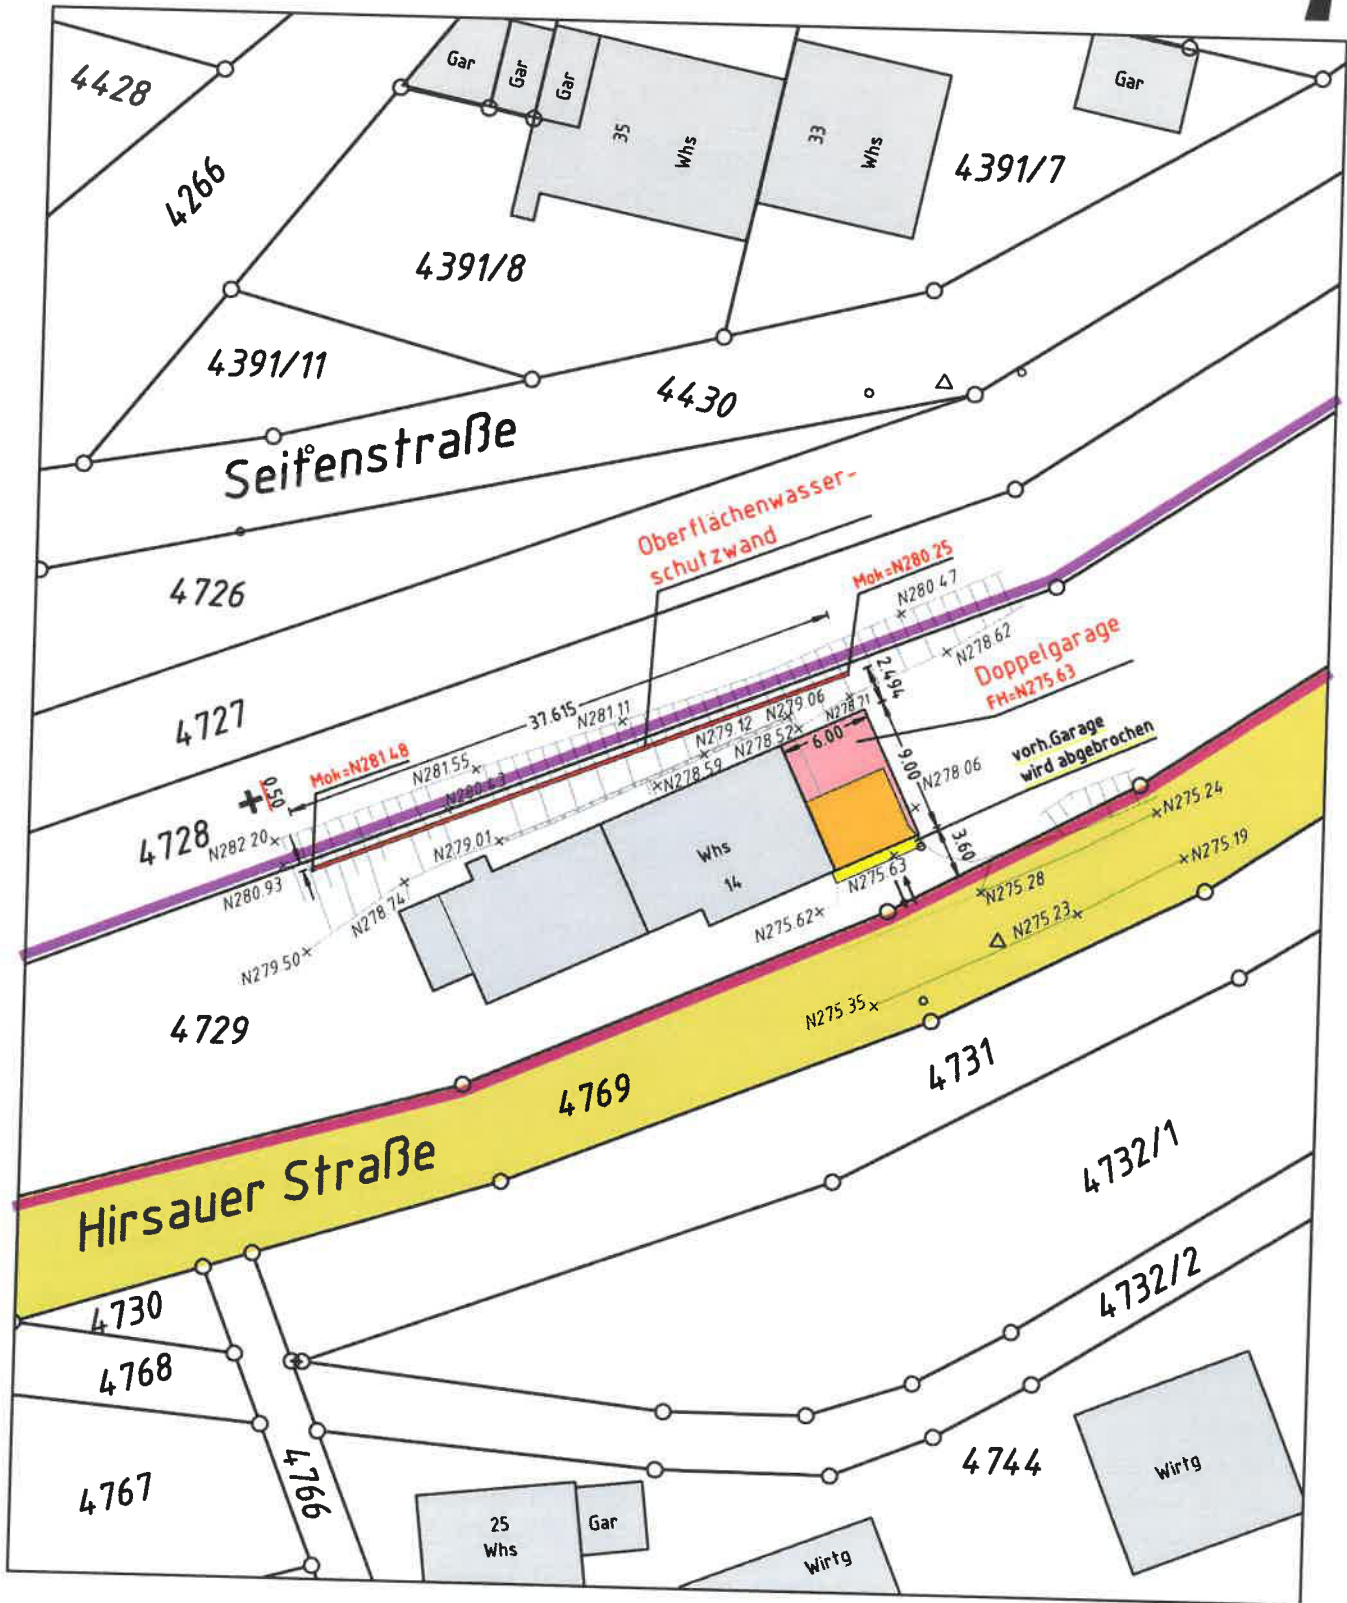 4428
Gar
Gar
Gar
Gar
35
Whs
33
Whs
4391/7
4266
4391/8
4391/11
4430
Seifenstraße
Oberflächenwasser-
schutzwand
Mok=N280.25
N280.47
4726
N278.62
Doppelgarage
FH=N275.63
2.494
4727
37.615
N281.11
N279.06
N278.71
N279.12
N278.52
6.00
vorh.Garage
wird abgebrochen
Mok=N281.48
N281.55
N278.59
9.00
N278.06
0.50
N280.63
N275.24
4728
N282.20
N279.01
Whs
14
3.60
N275.19
N280.93
N278.74
N275.63
N275.28
N275.62
N275.23
N279.50
N275.35
4729
4731
4769
Hirsauer Straße
4732/1
4732/2
4730
4768
4767
4766
4744
Wirtg
25
Whs
Gar
Wirtg